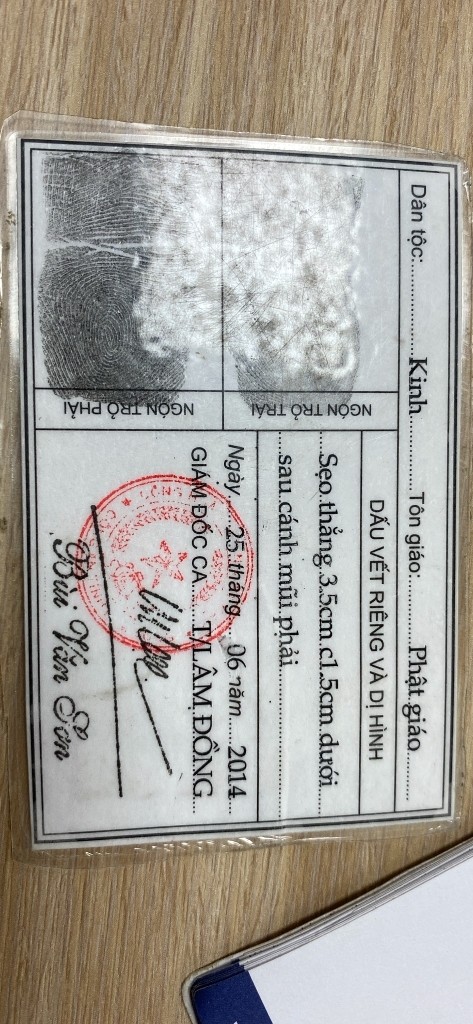 Dân tộc:........Kinh........Tôn giáo:........Phật giáo........
DẤU VẾT RIÊNG VÀ DỊ HÌNH
Sẹo thẳng 3,5cm c1,5cm dưới
sau cánh mũi phải
NGÓN TRỎ TRÁI
NGÓN TRỎ PHẢI
Ngày 25 tháng 06 năm 2014
GIÁM ĐỐC CA T/LÂM ĐỒNG
Bùi Văn Sơn